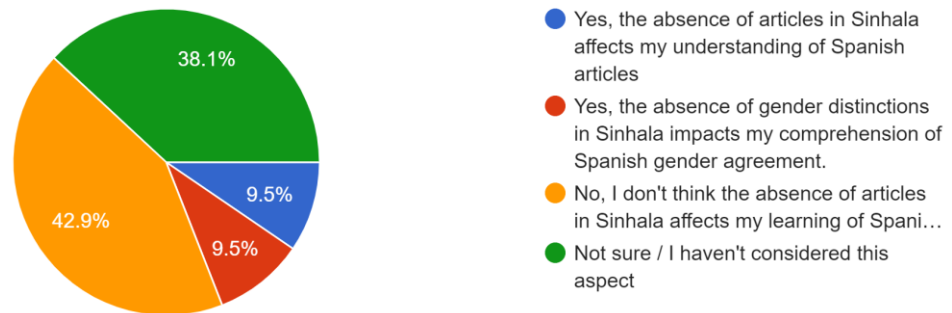 38.1%
9.5%
9.5%
42.9%
Yes, the absence of articles in Sinhala
affects my understanding of Spanish
articles
Yes, the absence of gender distinctions
in Sinhala impacts my comprehension of
Spanish gender agreement.
No, I don't think the absence of articles
in Sinhala affects my learning of Spani…
Not sure / I haven't considered this
aspect